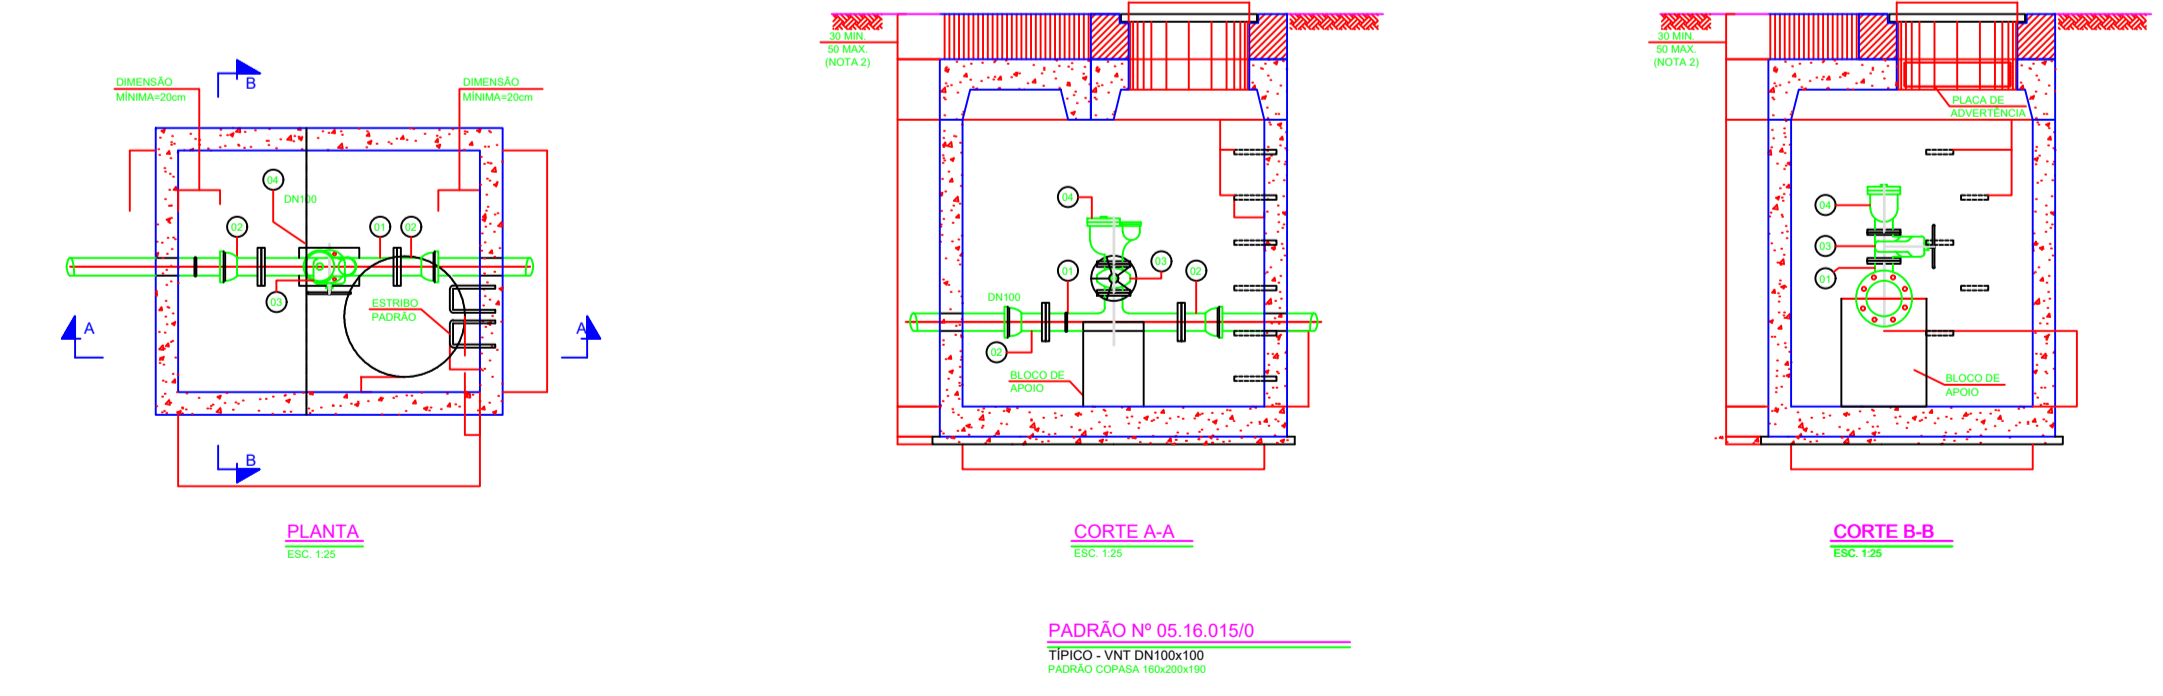 DIMENSÃO
MÍNIMA=20cm
B
DIMENSÃO
MÍNIMA=20cm
04
DN100
02
01
02
03
ESTRIBO
PADRÃO
A
A
B
PLANTA
ESC. 1:25
30 MIN.
50 MAX.
(NOTA 2)
04
03
01
02
DN100
02
BLOCO DE
APOIO
CORTE A-A
ESC. 1:25
30 MIN.
50 MAX.
(NOTA 2)
PLACA DE
ADVERTÊNCIA
04
03
01
BLOCO DE
APOIO
CORTE B-B
ESC. 1:25
PADRÃO Nº 05.16.015/0
TÍPICO - VNT DN100x100
PADRÃO COPASA 160x200x190